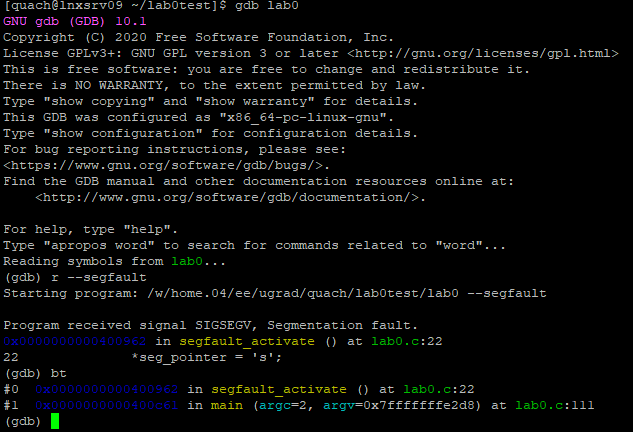 [quach@lnxsrv09 ~/lab0test]$ gdb lab0
GNU gdb (GDB) 10.1
Copyright (C) 2020 Free Software Foundation, Inc.
License GPLv3+: GNU GPL version 3 or later <http://gnu.org/licenses/gpl.html>
This is free software: you are free to change and redistribute it.
There is NO WARRANTY, to the extent permitted by law.
Type "show copying" and "show warranty" for details.
This GDB was configured as "x86_64-pc-linux-gnu".
Type "show configuration" for configuration details.
For bug reporting instructions, please see:
<https://www.gnu.org/software/gdb/bugs/>.
Find the GDB manual and other documentation resources online at:
    <http://www.gnu.org/software/gdb/documentation/>.

For help, type "help".
Type "apropos word" to search for commands related to "word"...
Reading symbols from lab0...
(gdb) r --segfault
Starting program: /w/home.04/ee/ugrad/quach/lab0test/lab0 --segfault

Program received signal SIGSEGV, Segmentation fault.
0x0000000000400962 in segfault_activate () at lab0.c:22
22              *seg_pointer = 's';
(gdb) bt
#0  0x0000000000400962 in segfault_activate () at lab0.c:22
#1  0x0000000000400c61 in main (argc=2, argv=0x7fffffffe2d8) at lab0.c:111
(gdb)